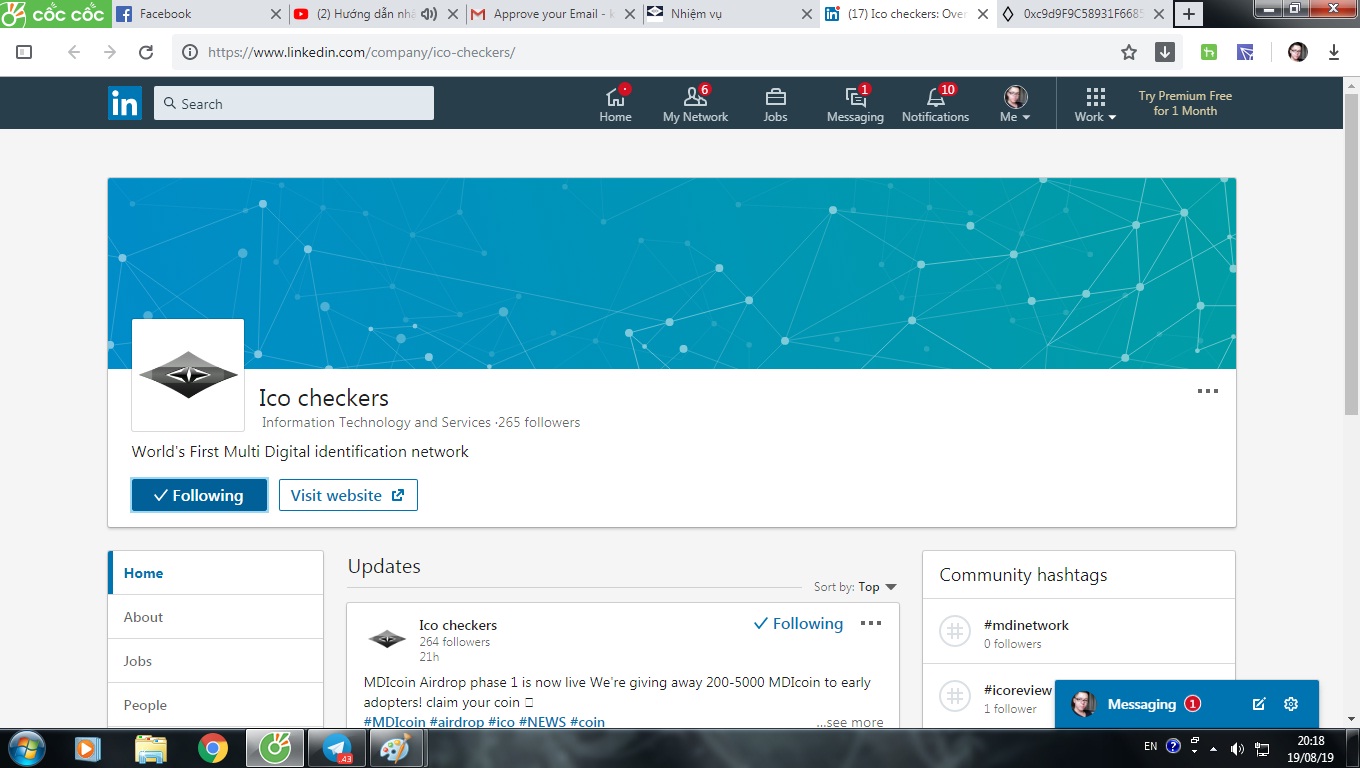 cốc cốc
Facebook
(2) Hướng dẫn nhậ
Approve your Email - k
Nhiệm vụ
(17) Ico checkers: Over
0xc9d9F9C58931F6685
https://www.linkedin.com/company/ico-checkers/
in
Search
Home
6
My Network
Jobs
1
Messaging
10
Notifications
Me
Work
Try Premium Free
for 1 Month
Ico checkers
Information Technology and Services ·265 followers
World's First Multi Digital identification network
Following
Visit website
Home
About
Jobs
People
Updates
Sort by: Top
Ico checkers
264 followers
21h
Following
MDIcoin Airdrop phase 1 is now live We're giving away 200-5000 MDIcoin to early
adopters! claim your coin
#MDIcoin #airdrop #ico #NEWS #coin
...see more
Community hashtags
#mdinetwork
0 followers
#icoreview
1 follower
Messaging 1
.43
EN
20:18
19/08/19